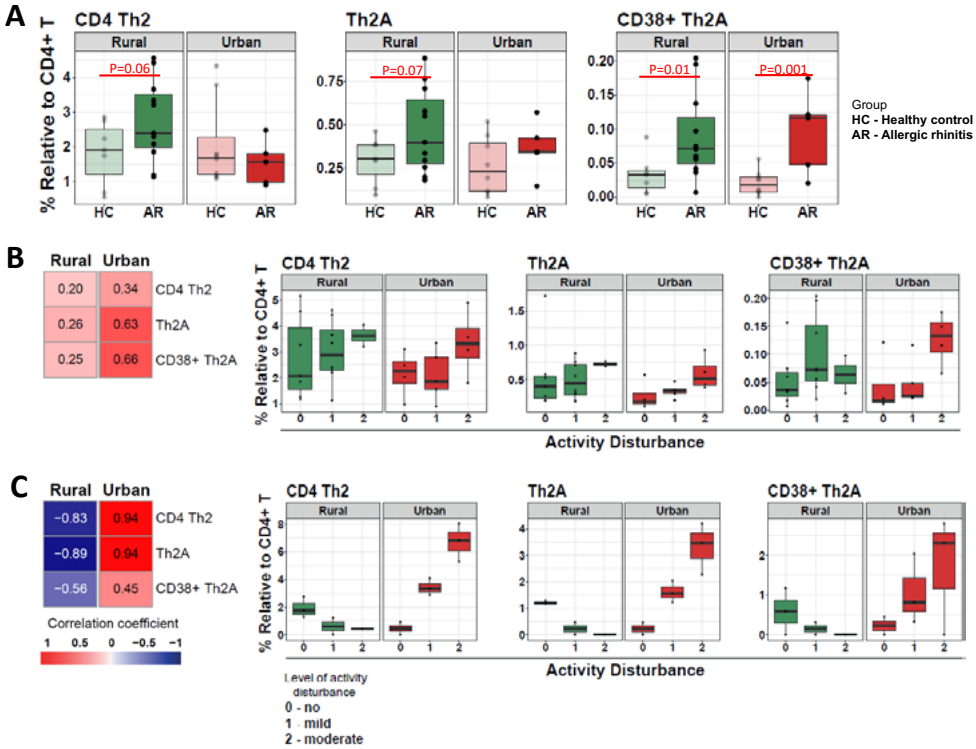 A
CD4 Th2
Th2A
CD38+ Th2A
% Relative to CD4+ T
Rural
Urban
Rural
Urban
Rural
Urban
P=0.06
P=0.07
P=0.01
P=0.001
4
3
2
1
0.75
0.50
0.25
0.20
0.15
0.10
0.05
0.00
HC
AR
HC
AR
HC
AR
HC
AR
HC
AR
HC
AR
Group
HC - Healthy control
AR - Allergic rhinitis
B
Rural
Urban
0.20
0.34
CD4 Th2
0.26
0.63
Th2A
0.25
0.66
CD38+ Th2A
CD4 Th2
Th2A
CD38+ Th2A
% Relative to CD4+ T
Rural
Urban
Rural
Urban
Rural
Urban
5
4
3
2
1
1.5
1.0
0.5
0.20
0.15
0.10
0.05
0.00
0
1
2
0
1
2
0
1
2
0
1
2
0
1
2
0
1
2
Activity Disturbance
C
Rural
Urban
−0.83
0.94
CD4 Th2
−0.89
0.94
Th2A
−0.56
0.45
CD38+ Th2A
Correlation coefficient
1
0.5
0
−0.5
−1
CD4 Th2
Th2A
CD38+ Th2A
% Relative to CD4+ T
Rural
Urban
Rural
Urban
Rural
Urban
8
6
4
2
0
4
3
2
1
0
2
1
0
0
1
2
0
1
2
0
1
2
0
1
2
0
1
2
0
1
2
Activity Disturbance
Level of activity
disturbance
0 - no
1 - mild
2 - moderate